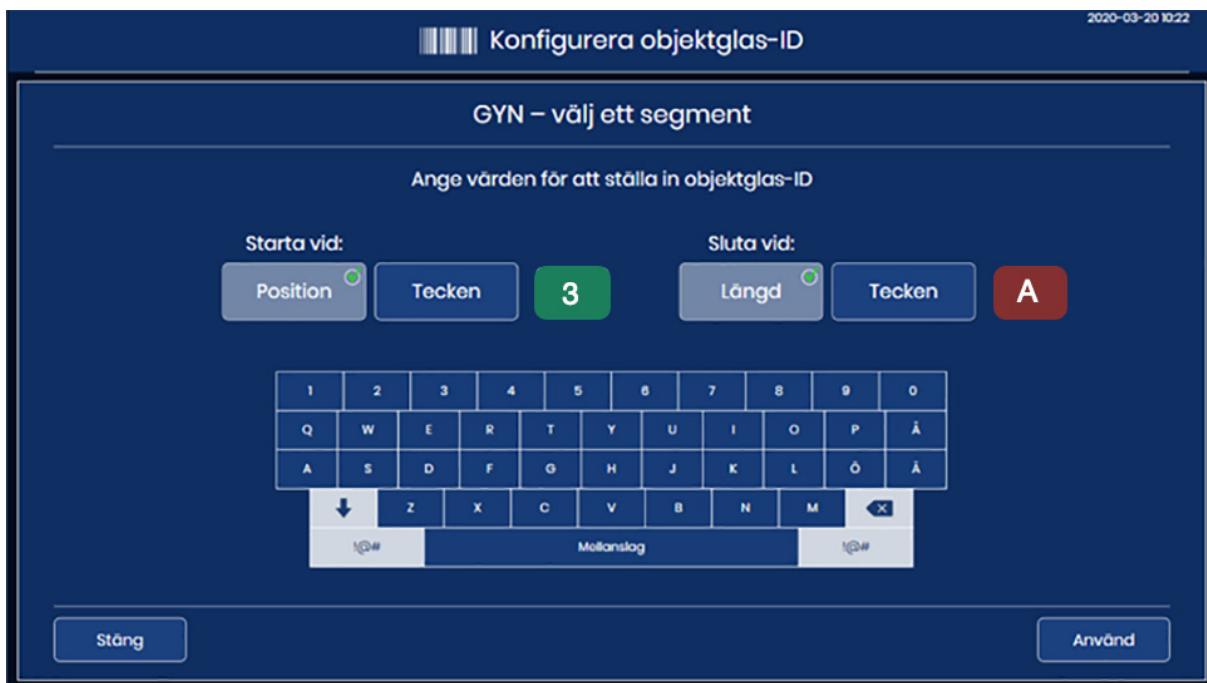 2020-03-20 10:22
Konfigurera objektglas-ID
GYN – välj ett segment
Ange värden för att ställa in objektglas-ID
Starta vid: Sluta vid:
Position Tecken 3 Längd Tecken A
1 2 3 4 5 6 7 8 9 0
Q W E R T Y U I O P Å
A S D F G H J K L Ö Ä
Z X C V B N M
!@# Mellanslag !@#
Stäng Använd